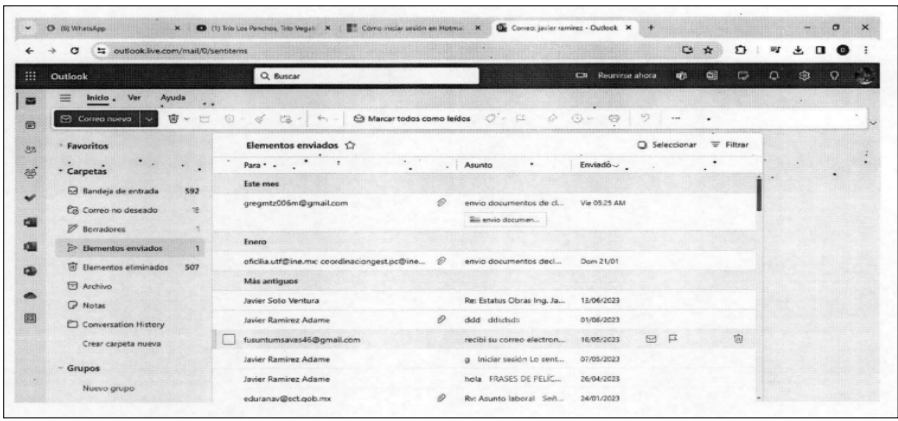 (6) WhatsApp
(1) Trío Los Panchos, Trío Vegab
Cómo iniciar sesión en Hotmai
Correo: javier ramirez - Outlook
outlook.live.com/mail/0/sentitems
Outlook
Buscar
Reunirse ahora
Inicio Ver Ayuda
Correo nuevo
Marcar todos como leídos
Favoritos
Elementos enviados
Seleccionar
Filtrar
Carpetas
Para
Asunto
Enviado
Este mes
Bandeja de entrada 592
gregmtz006m@gmail.com
envio documentos de cl...
Vie 09:25 AM
Correo no deseado
envio documen...
Borradores 1
Enero
Elementos enviados 1
oficilia.utf@ine.mx; coordinaciongest.pc@ine...
envio documentos decl...
Dom 21/01
Elementos eliminados 507
Más antiguos
Archivo
Javier Soto Ventura
Re: Estatus Obras Ing. Ja...
13/06/2023
Notas
Javier Ramirez Adame
ddd
01/06/2023
Conversation History
fusuntumsavas46@gmail.com
recibi su correo electron...
16/05/2023
Crear carpeta nueva
Javier Ramirez Adame
g Iniciar sesión Lo sent...
07/05/2023
Grupos
Javier Ramirez Adame
hola FRASES DE PELÍC...
26/04/2023
Nuevo grupo
eduranav@sct.gob.mx
Rv: Asunto laboral Señ...
24/01/2023